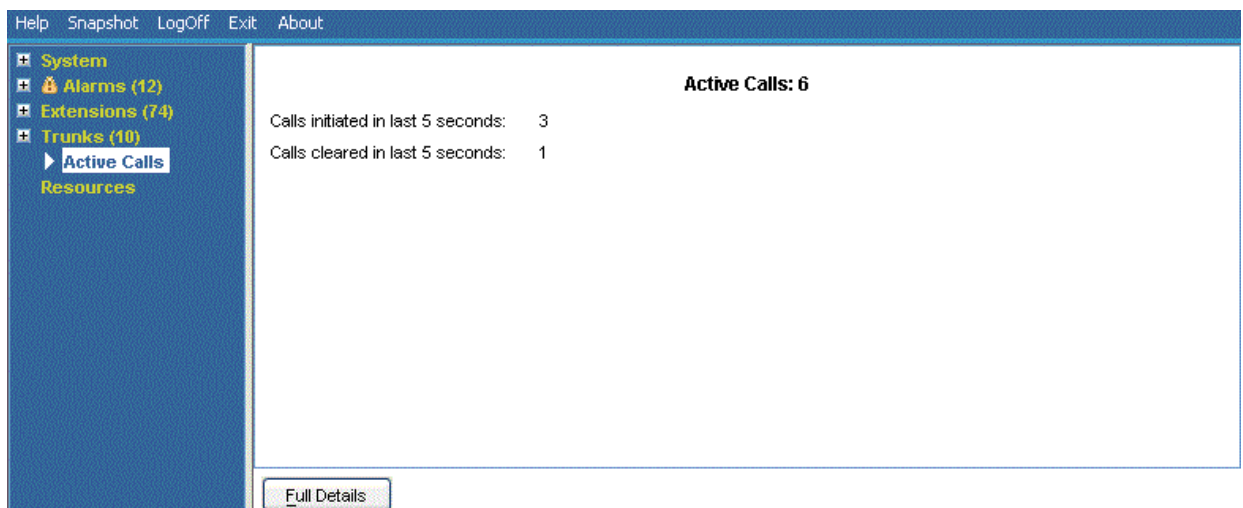 Help Snapshot LogOff Exit About
System
Alarms (12)
Extensions (74)
Trunks (10)
Active Calls
Resources
Active Calls: 6
Calls initiated in last 5 seconds: 3
Calls cleared in last 5 seconds: 1
Full Details